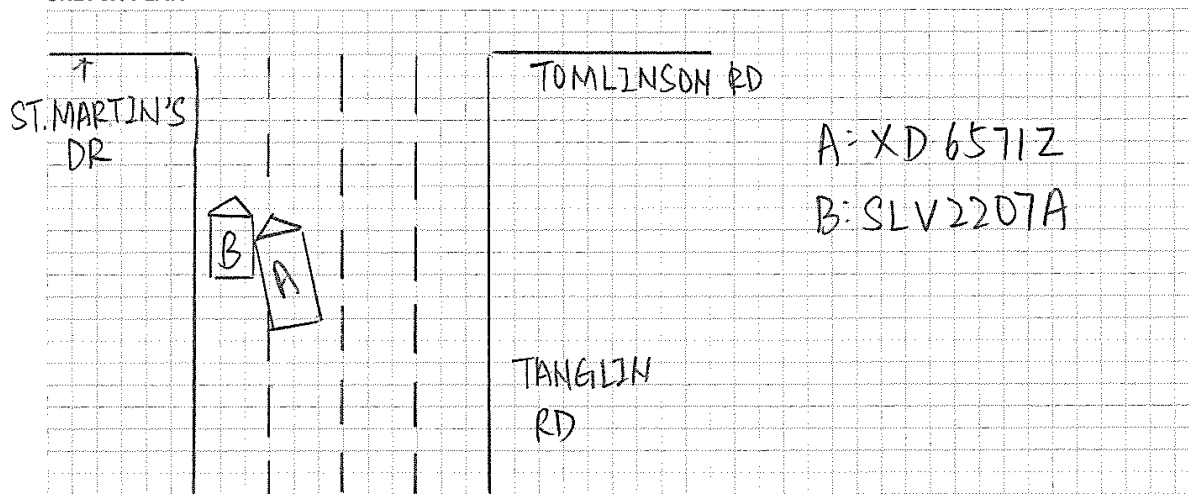 ↑
ST. MARTIN'S
DR
TOMLINSON RD
A: XD 6571Z
B: SLV2207A
B
A
TANGLIN
RD